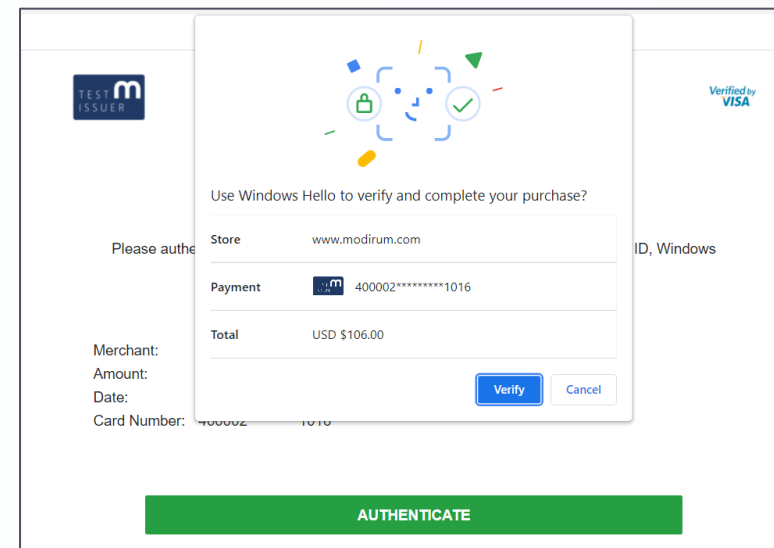 TEST m
ISSUER
Verified by
VISA
Use Windows Hello to verify and complete your purchase?
Store www.modirum.com
Please authe ID, Windows
Payment m 400002*********1016
Total USD $106.00
Merchant:
Amount:
Date:
Verify Cancel
Card Number: 400002 1016
AUTHENTICATE